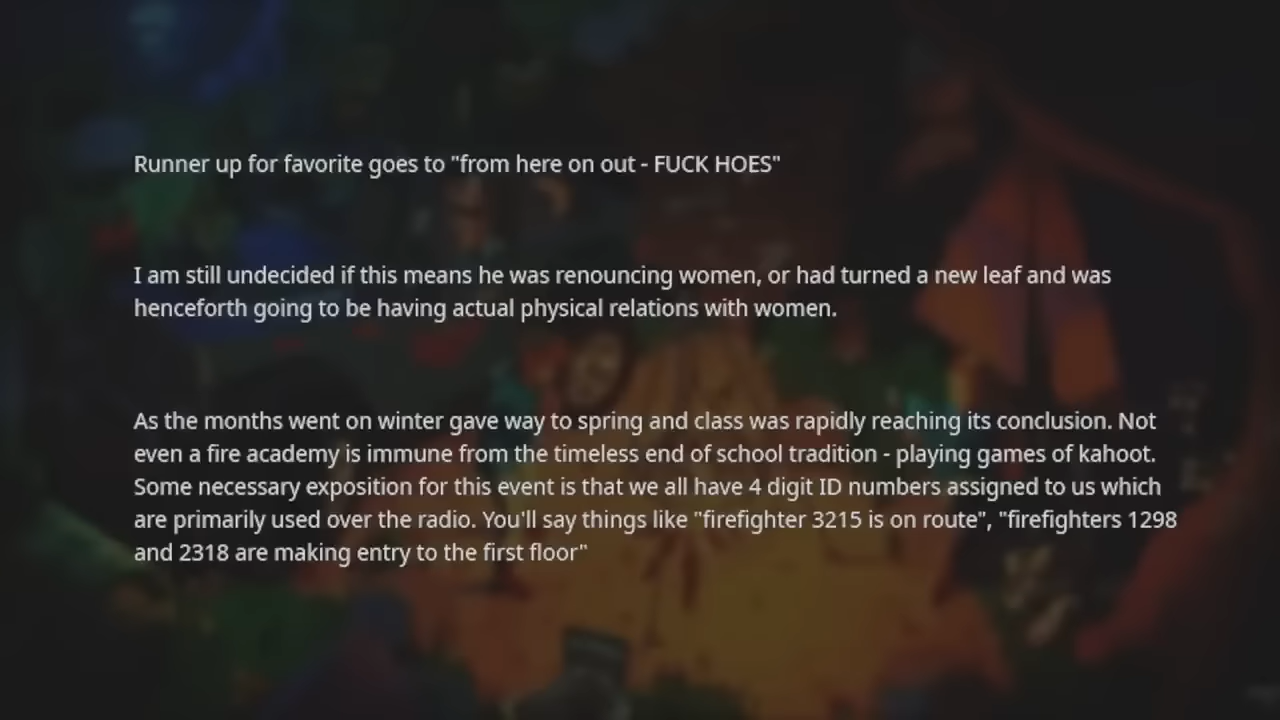 Runner up for favorite goes to "from here on out - FUCK HOES"
I am still undecided if this means he was renouncing women, or had turned a new leaf and was
henceforth going to be having actual physical relations with women.
As the months went on winter gave way to spring and class was rapidly reaching its conclusion. Not
even a fire academy is immune from the timeless end of school tradition - playing games of kahoot.
Some necessary exposition for this event is that we all have 4 digit ID numbers assigned to us which
are primarily used over the radio. You'll say things like "firefighter 3215 is on route", "firefighters 1298
and 2318 are making entry to the first floor"